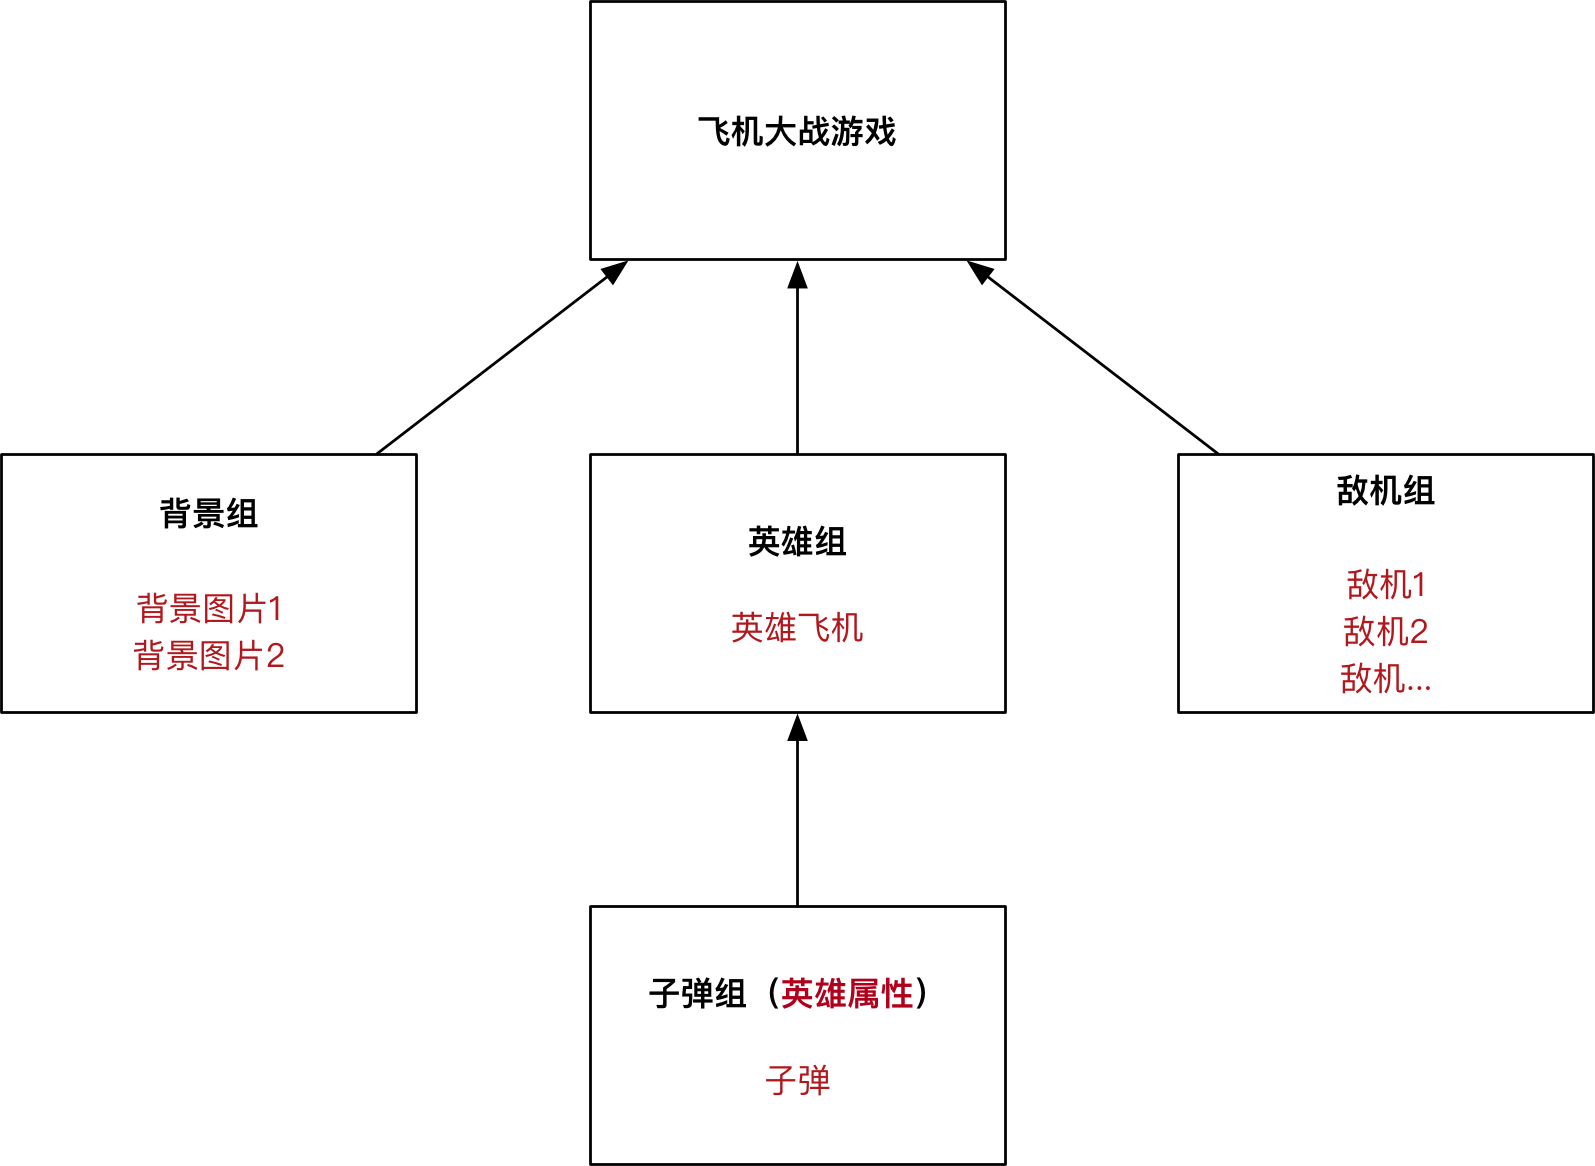 飞机大战游戏
背景组
背景图片1
背景图片2
英雄组
英雄飞机
敌机组
敌机1
敌机2
敌机...
子弹组（英雄属性）
子弹